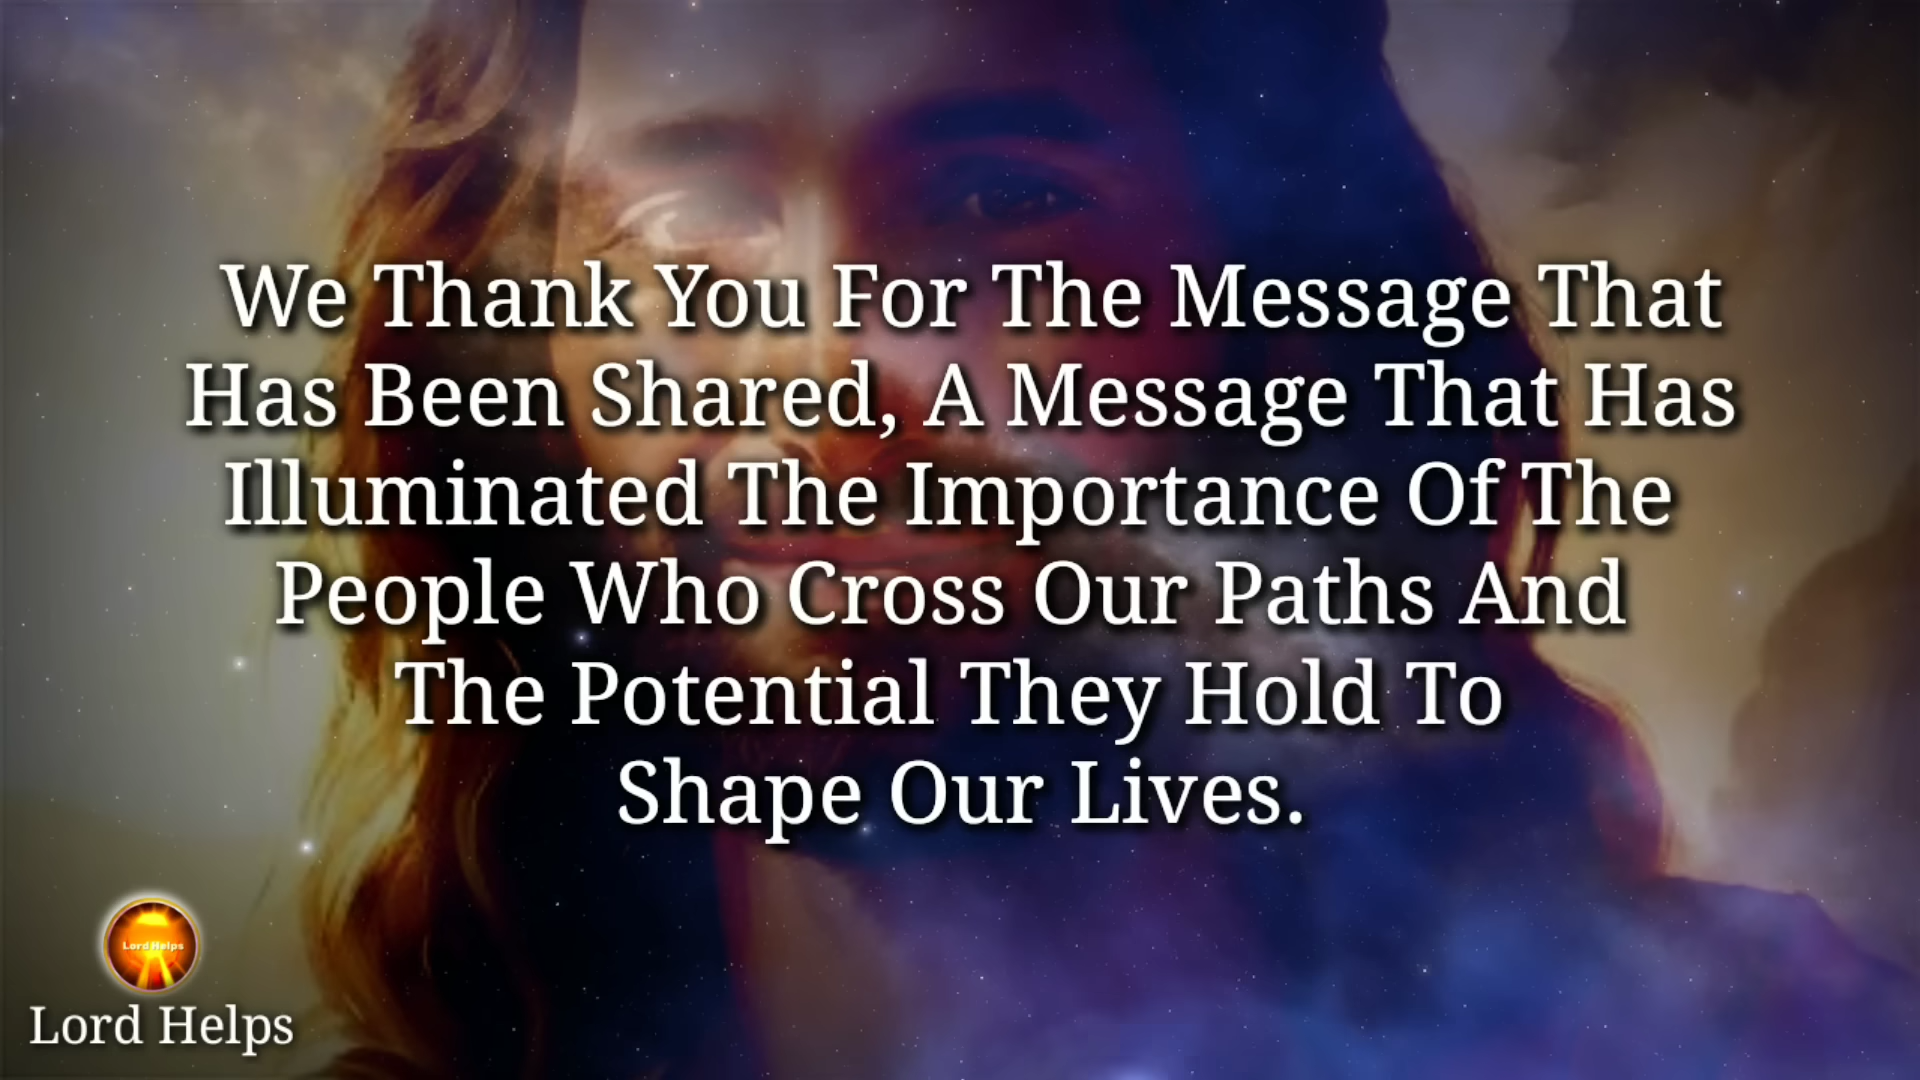 We Thank You For The Message That
Has Been Shared, A Message That Has
Illuminated The Importance Of The
People Who Cross Our Paths And
The Potential They Hold To
Shape Our Lives.
Lord Helps
Lord Helps